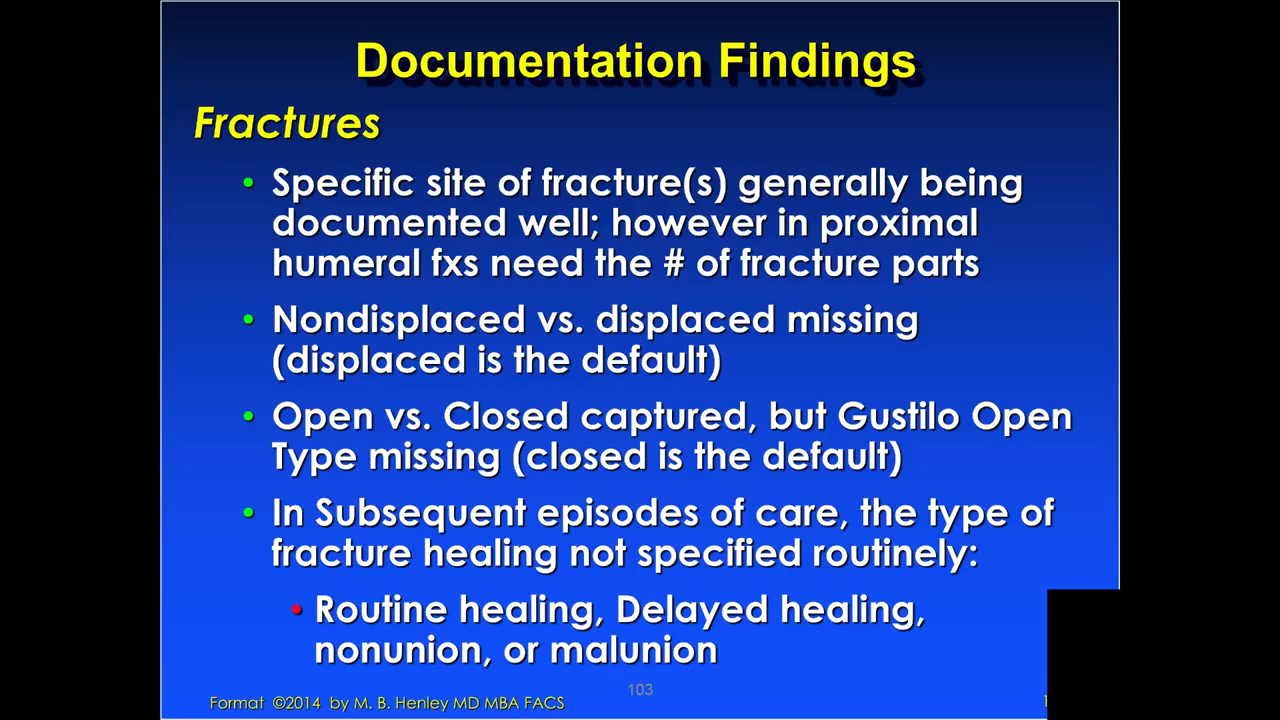 Documentation Findings
Fractures
• Specific site of fracture(s) generally being
documented well; however in proximal
humeral fxs need the # of fracture parts
• Nondisplaced vs. displaced missing
(displaced is the default)
• Open vs. Closed captured, but Gustilo Open
Type missing (closed is the default)
• In Subsequent episodes of care, the type of
fracture healing not specified routinely:
• Routine healing, Delayed healing,
nonunion, or malunion
103
Format ©2014 by M. B. Henley MD MBA FACS